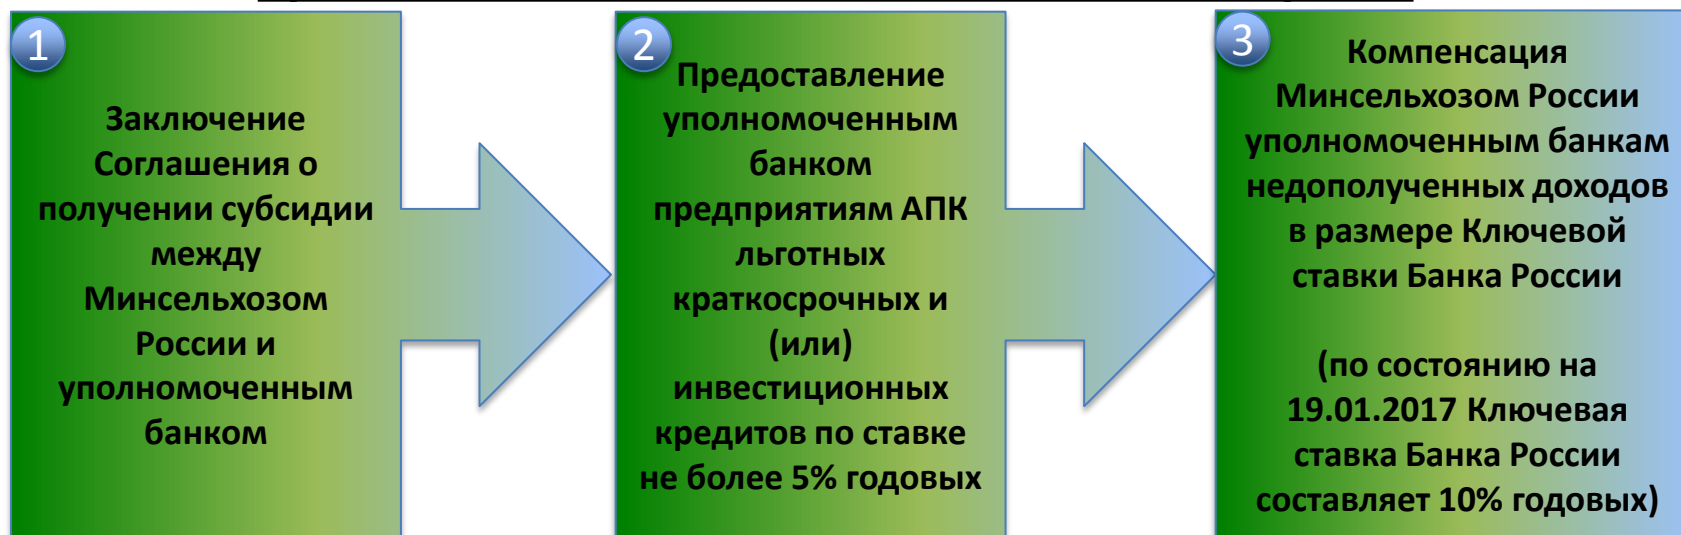 1
Заключение
Соглашения о
получении субсидии
между
Минсельхозом
России и
уполномоченным
банком
2
Предоставление
уполномоченным
банком
предприятиям АПК
льготных
краткосрочных и
(или)
инвестиционных
кредитов по ставке
не более 5% годовых
3
Компенсация
Минсельхозом России
уполномоченным банкам
недополученных доходов
в размере Ключевой
ставки Банка России
(по состоянию на
19.01.2017 Ключевая
ставка Банка России
составляет 10% годовых)